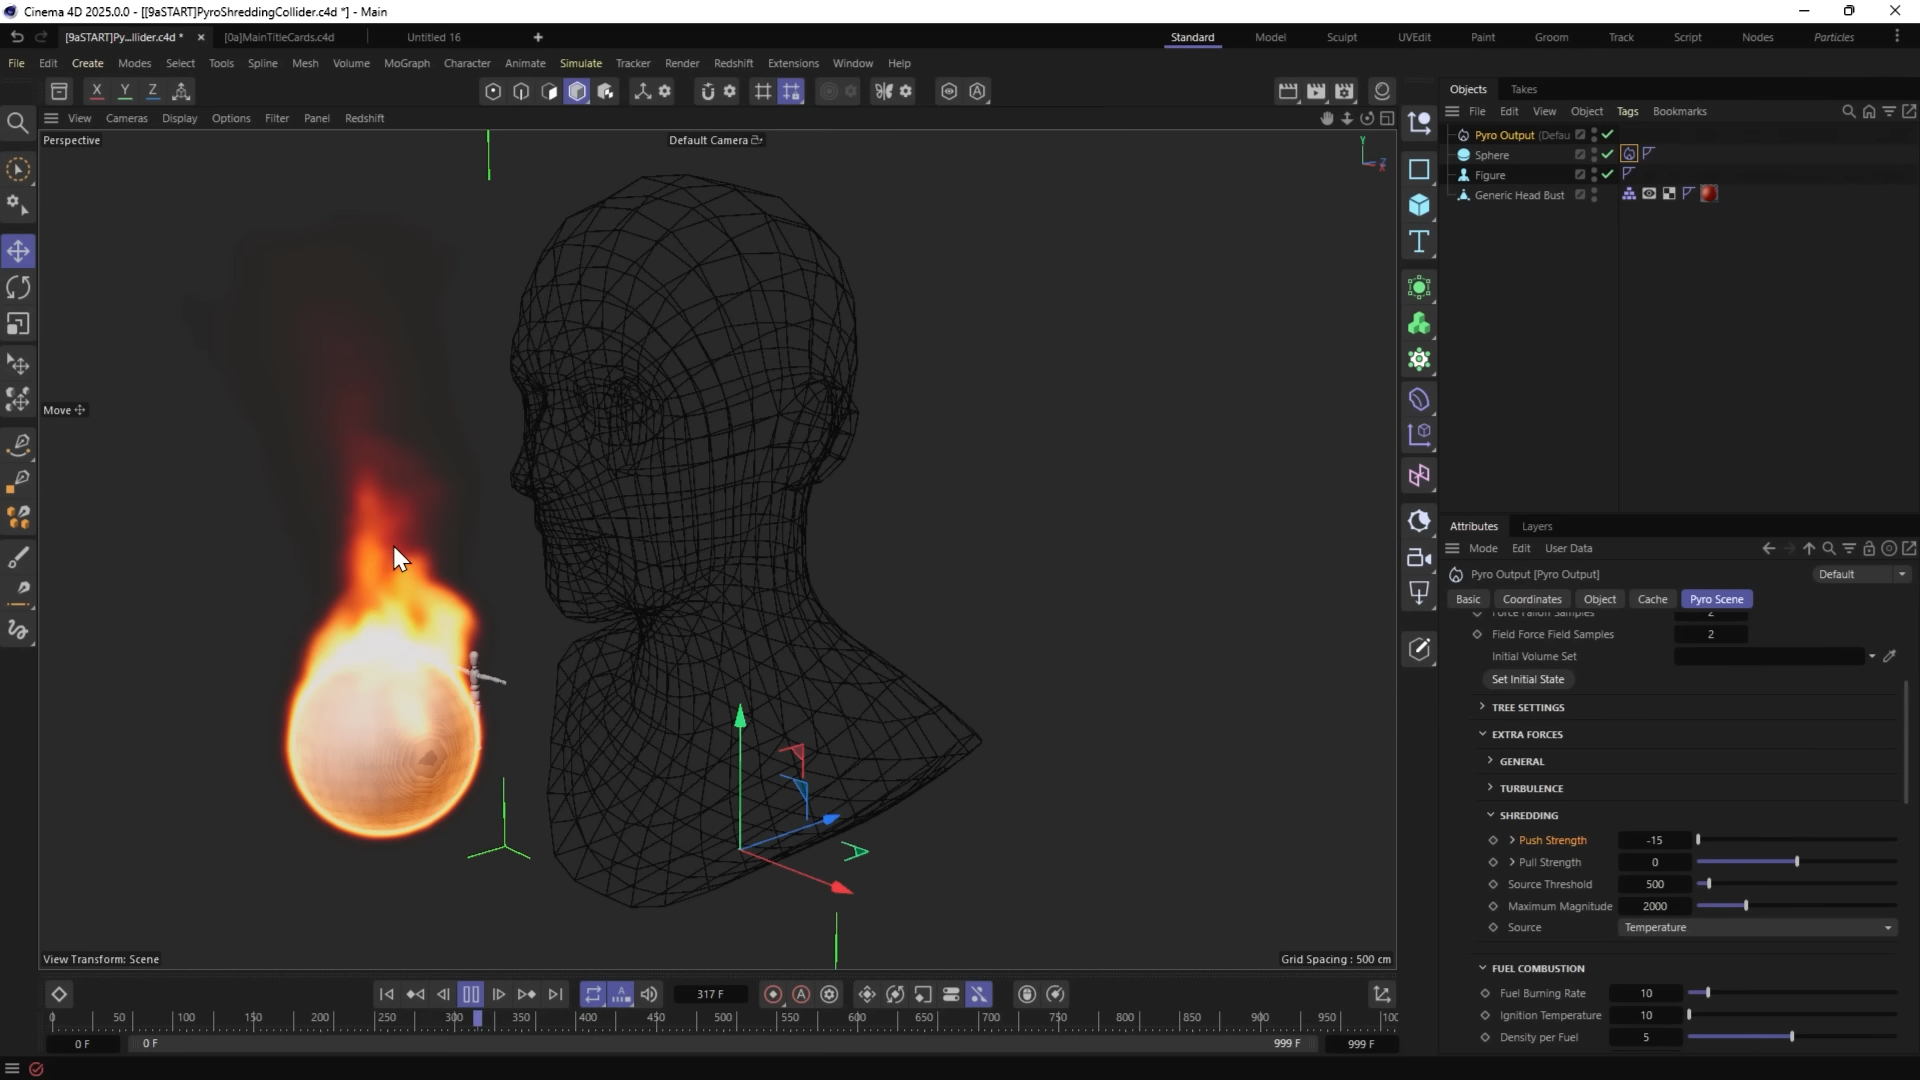 Cinema 4D 2025.0.0 - [[9aSTART]PyroShreddingCollider.c4d *] - Main
[9aSTART]Py...llider.c4d * [0a]MainTitleCards.c4d Untitled 16
Standard Model Sculpt UVEdit Paint Groom Track Script Nodes Particles
File Edit Create Modes Select Tools Spline Mesh Volume MoGraph Character Animate Simulate Tracker Render Redshift Extensions Window Help
X Y Z
Objects Takes
View Cameras Display Options Filter Panel Redshift
File Edit View Object Tags Bookmarks
Perspective
Default Camera
Y
Z
X
Pyro Output (Defau
Sphere
Figure
Generic Head Bust
Move
Attributes Layers
Mode Edit User Data
Pyro Output [Pyro Output]
Default
Basic Coordinates Object Cache Pyro Scene
Force Falloff Samples 2
Field Force Field Samples 2
Initial Volume Set
Set Initial State
TREE SETTINGS
EXTRA FORCES
GENERAL
TURBULENCE
SHREDDING
Push Strength -15
Pull Strength 0
Source Threshold 500
Maximum Magnitude 2000
Source Temperature
FUEL COMBUSTION
Fuel Burning Rate 10
Ignition Temperature 10
Density per Fuel 5
View Transform: Scene
Grid Spacing : 500 cm
317 F
0 50 100 150 200 250 300 350 400 450 500 550 600 650 700 750 800 850 900 950 100
0 F 0 F 999 F 999 F